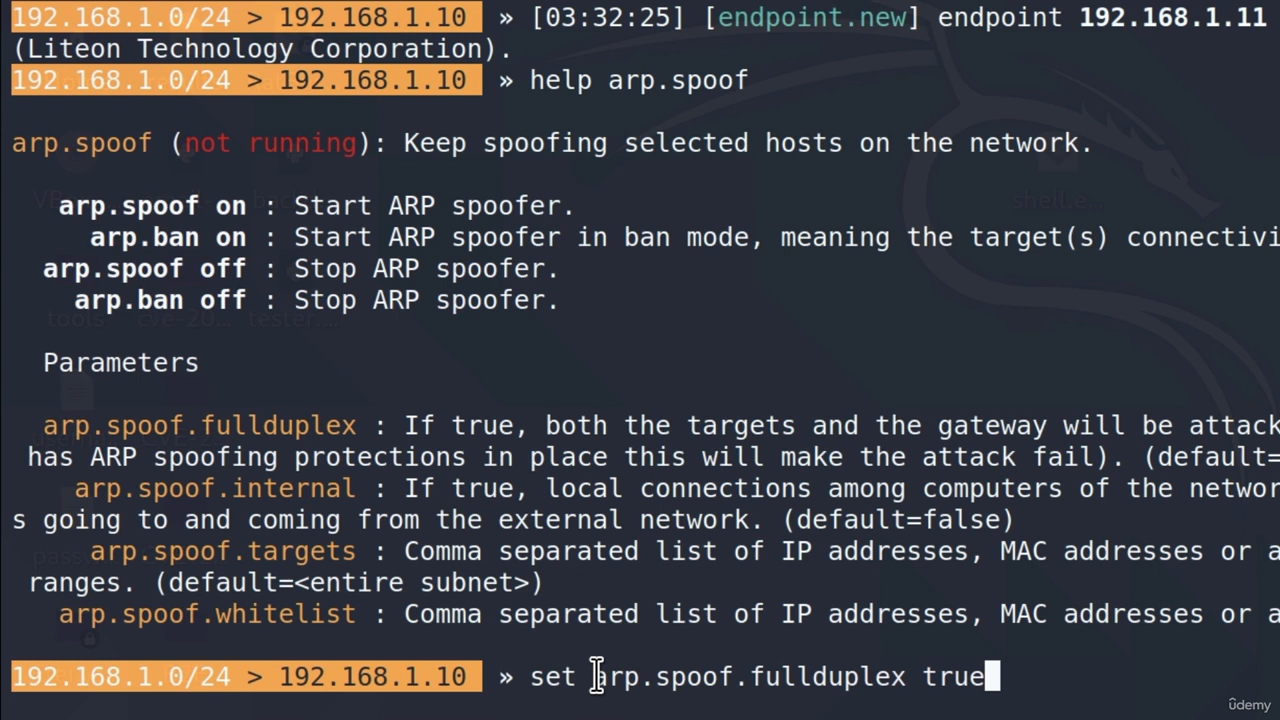 192.168.1.0/24 > 192.168.1.10 » [03:32:25] [endpoint.new] endpoint 192.168.1.11
(Liteon Technology Corporation).
192.168.1.0/24 > 192.168.1.10 » help arp.spoof
arp.spoof (not running): Keep spoofing selected hosts on the network.
arp.spoof on : Start ARP spoofer.
arp.ban on : Start ARP spoofer in ban mode, meaning the target(s) connectivi
arp.spoof off : Stop ARP spoofer.
arp.ban off : Stop ARP spoofer.
Parameters
arp.spoof.fullduplex : If true, both the targets and the gateway will be attack
has ARP spoofing protections in place this will make the attack fail). (default=
arp.spoof.internal : If true, local connections among computers of the networ
s going to and coming from the external network. (default=false)
arp.spoof.targets : Comma separated list of IP addresses, MAC addresses or a
ranges. (default=<entire subnet>)
arp.spoof.whitelist : Comma separated list of IP addresses, MAC addresses or a
192.168.1.0/24 > 192.168.1.10 » set arp.spoof.fullduplex true
shell.e...
tools cve-20... tester....
udemy